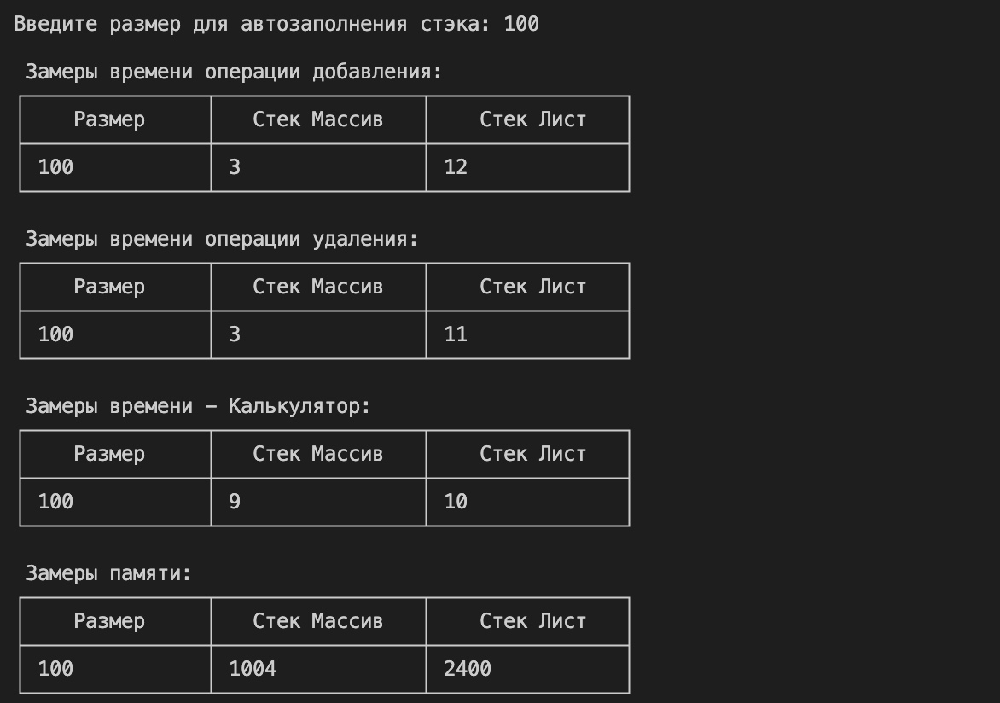 Введите размер для автозаполнения стэка: 100
Замеры времени операции добавления:
Размер Стек Массив Стек Лист
100 3 12
Замеры времени операции удаления:
Размер Стек Массив Стек Лист
100 3 11
Замеры времени – Калькулятор:
Размер Стек Массив Стек Лист
100 9 10
Замеры памяти:
Размер Стек Массив Стек Лист
100 1004 2400